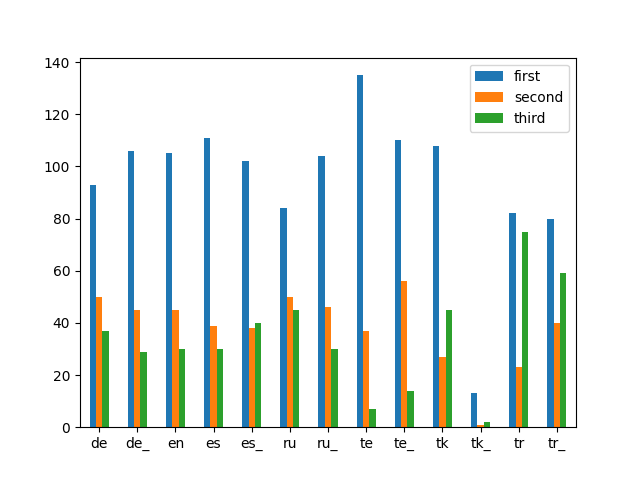 140
120
100
80
60
40
20
0
first
second
third
de de_ en es es_ ru ru_ te te_ tk tk_ tr tr_